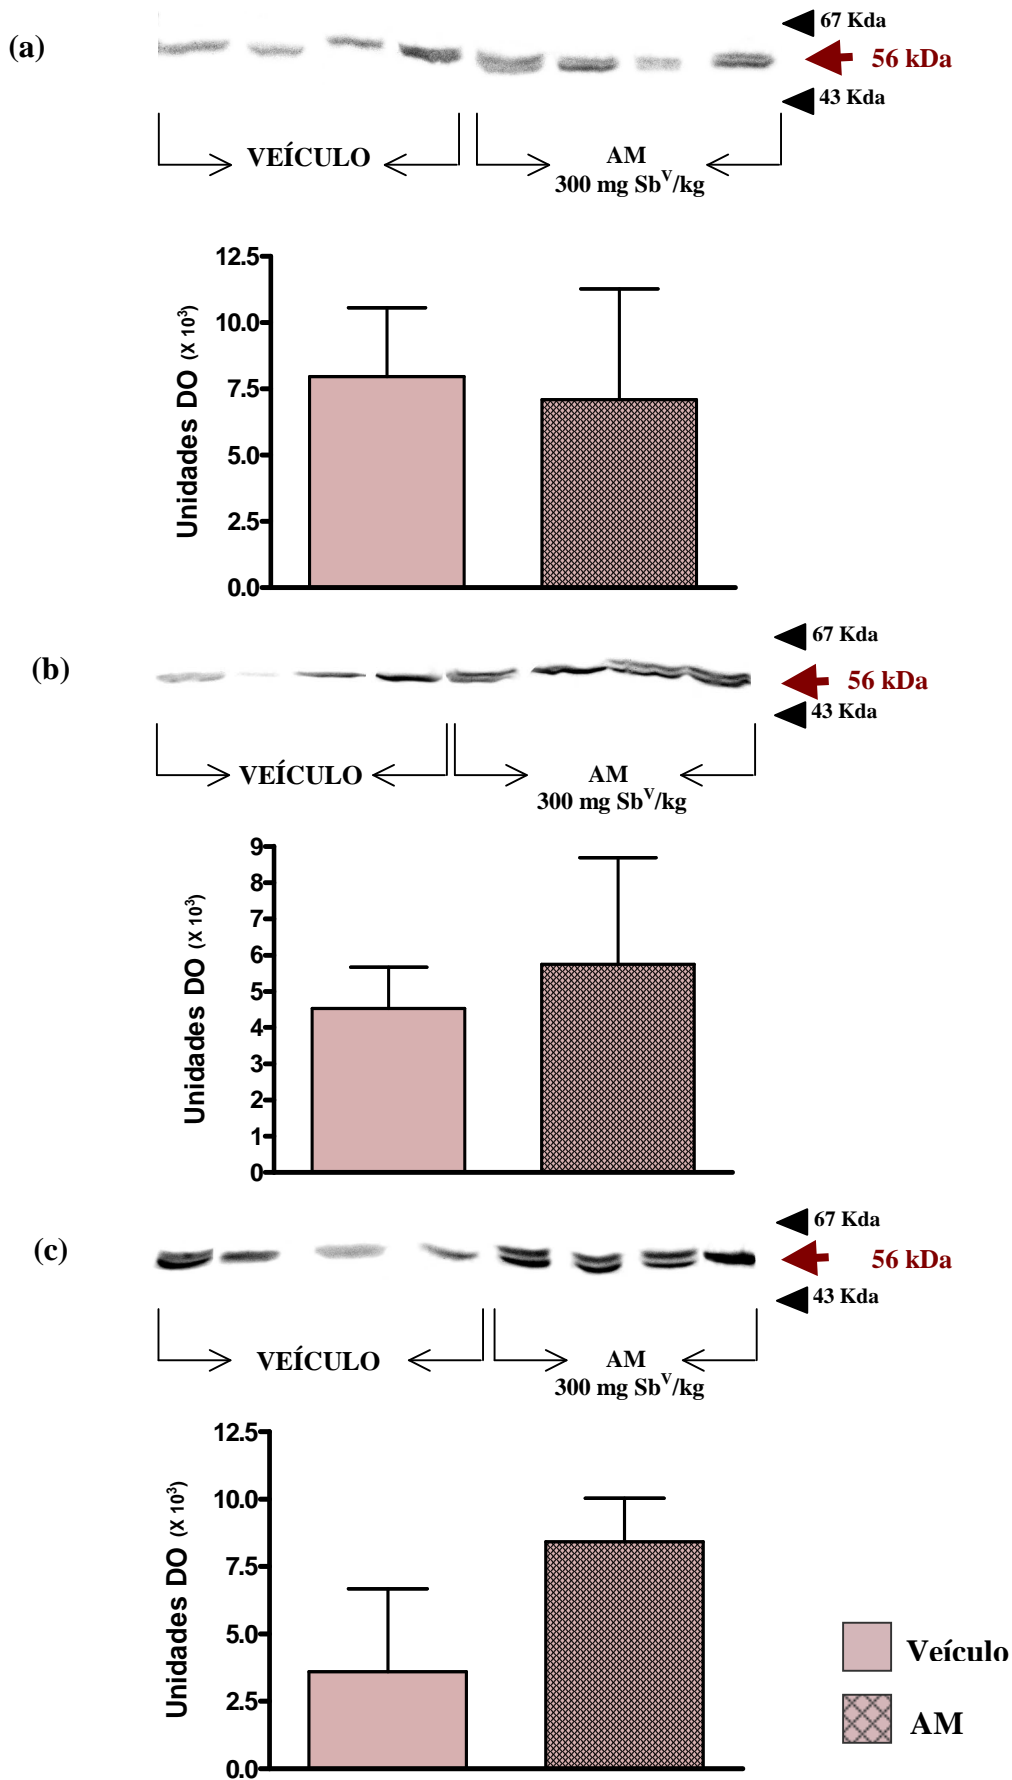 67 Kda
(a)
56 kDa
43 Kda
VEÍCULO
AM
300 mg Sb^V/kg
12.5
10.0
7.5
5.0
2.5
0.0
Unidades DO (X 10³)
67 Kda
(b)
56 kDa
43 Kda
VEÍCULO
AM
300 mg Sb^V/kg
9
8
7
6
5
4
3
2
1
0
Unidades DO (X 10³)
67 Kda
(c)
56 kDa
43 Kda
VEÍCULO
AM
300 mg Sb^V/kg
12.5
10.0
7.5
5.0
2.5
0.0
Unidades DO (X 10³)
Veículo
AM